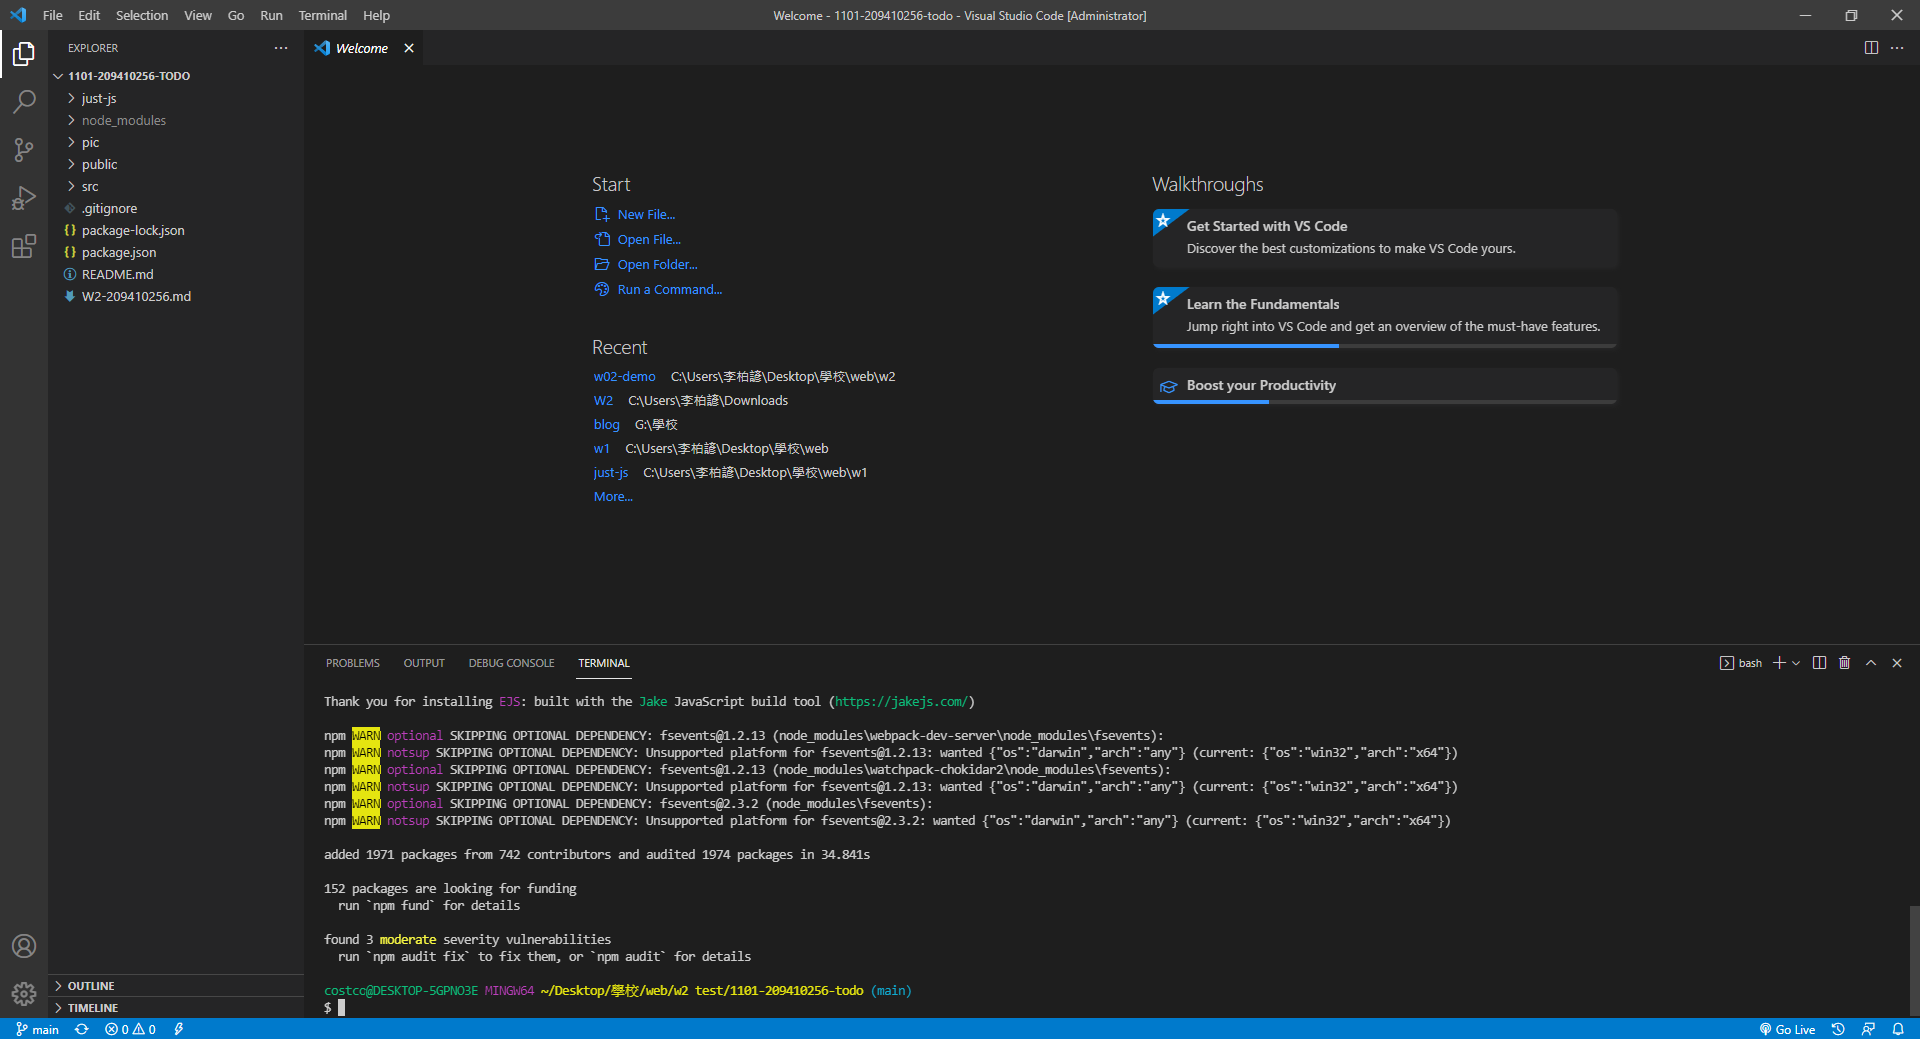 File Edit Selection View Go Run Terminal Help
Welcome - 1101-209410256-todo - Visual Studio Code [Administrator]
EXPLORER
Welcome
1101-209410256-TODO
just-js
node_modules
pic
public
src
.gitignore
package-lock.json
package.json
README.md
W2-209410256.md
Start
New File...
Open File...
Open Folder...
Run a Command...
Recent
w02-demo C:\Users\李柏諺\Desktop\學校\web\w2
W2 C:\Users\李柏諺\Downloads
blog G:\學校
w1 C:\Users\李柏諺\Desktop\學校\web
just-js C:\Users\李柏諺\Desktop\學校\web\w1
More...
Walkthroughs
Get Started with VS Code
Discover the best customizations to make VS Code yours.
Learn the Fundamentals
Jump right into VS Code and get an overview of the must-have features.
Boost your Productivity
PROBLEMS OUTPUT DEBUG CONSOLE TERMINAL
bash
Thank you for installing EJS: built with the Jake JavaScript build tool (https://jakejs.com/)
npm WARN optional SKIPPING OPTIONAL DEPENDENCY: fsevents@1.2.13 (node_modules\webpack-dev-server\node_modules\fsevents):
npm WARN notsup SKIPPING OPTIONAL DEPENDENCY: Unsupported platform for fsevents@1.2.13: wanted {"os":"darwin","arch":"any"} (current: {"os":"win32","arch":"x64"})
npm WARN optional SKIPPING OPTIONAL DEPENDENCY: fsevents@1.2.13 (node_modules\watchpack-chokidar2\node_modules\fsevents):
npm WARN notsup SKIPPING OPTIONAL DEPENDENCY: Unsupported platform for fsevents@1.2.13: wanted {"os":"darwin","arch":"any"} (current: {"os":"win32","arch":"x64"})
npm WARN optional SKIPPING OPTIONAL DEPENDENCY: fsevents@2.3.2 (node_modules\fsevents):
npm WARN notsup SKIPPING OPTIONAL DEPENDENCY: Unsupported platform for fsevents@2.3.2: wanted {"os":"darwin","arch":"any"} (current: {"os":"win32","arch":"x64"})
added 1971 packages from 742 contributors and audited 1974 packages in 34.841s
152 packages are looking for funding
run `npm fund` for details
found 3 moderate severity vulnerabilities
run `npm audit fix` to fix them, or `npm audit` for details
costco@DESKTOP-5GPNO3E MINGW64 ~/Desktop/學校/web/w2 test/1101-209410256-todo (main)
$
OUTLINE
TIMELINE
main 0 0
Go Live